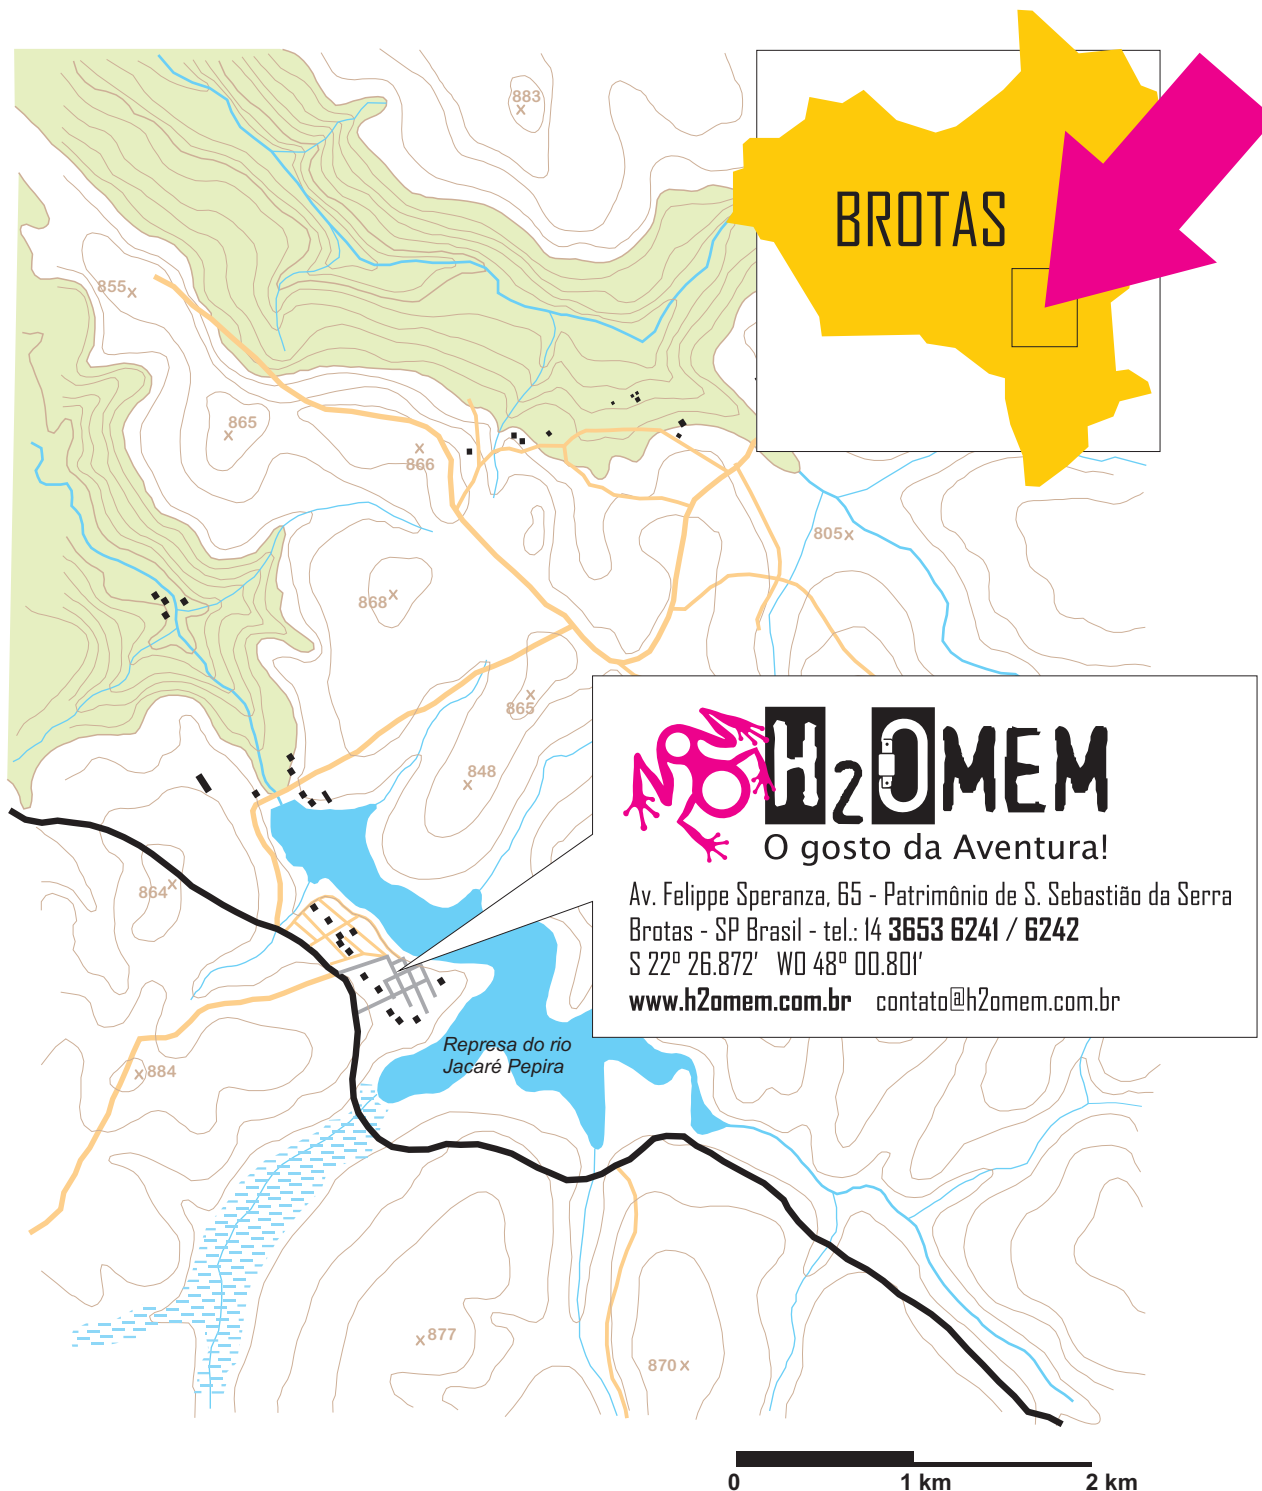 883
BROTAS
855
865
866
805
868
865
848
864
884
H2OMEM
O gosto da Aventura!
Av. Felippe Speranza, 65 - Patrimônio de S. Sebastião da Serra
Brotas - SP Brasil - tel.: 14 3653 6241 / 6242
S 22º 26.872' WO 48º 00.801'
www.h2omem.com.br contato@h2omem.com.br
Represa do rio
Jacaré Pepira
877
870
0 1 km 2 km